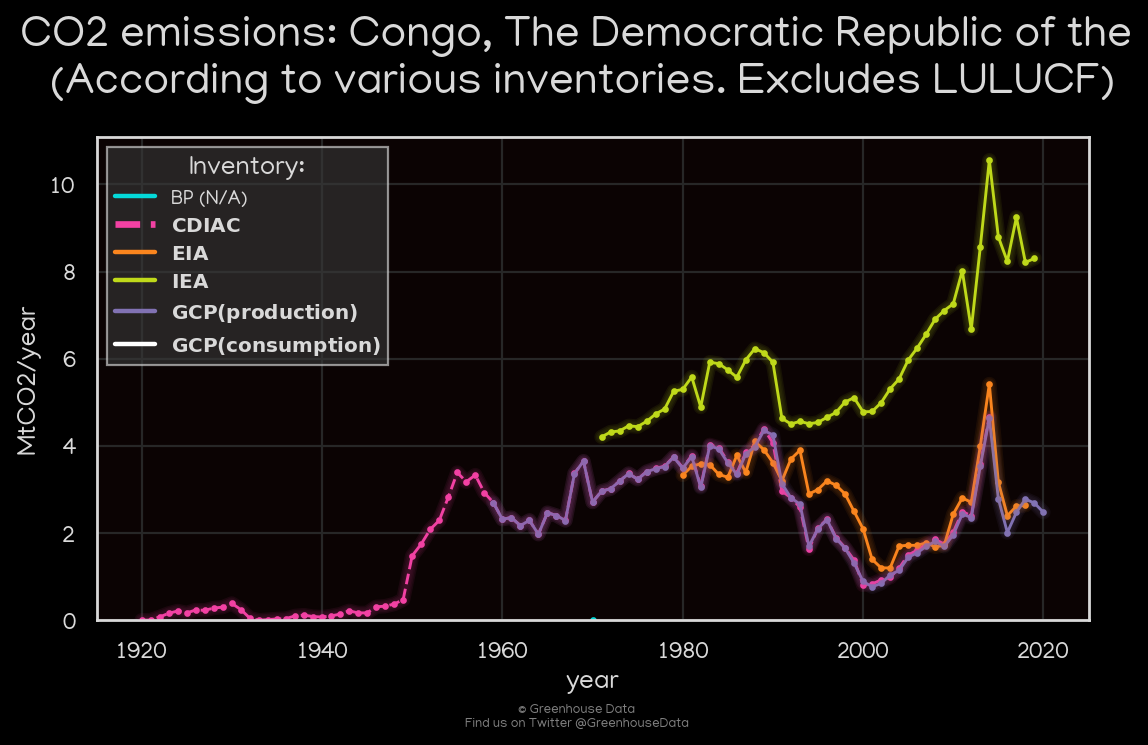 CO2 emissions: Congo, The Democratic Republic of the
(According to various inventories. Excludes LULUCF)
Inventory:
BP (N/A)
CDIAC
EIA
IEA
GCP(production)
GCP(consumption)
MtCO2/year
10
8
6
4
2
0
1920 1940 1960 1980 2000 2020
year
© Greenhouse Data
Find us on Twitter @GreenhouseData